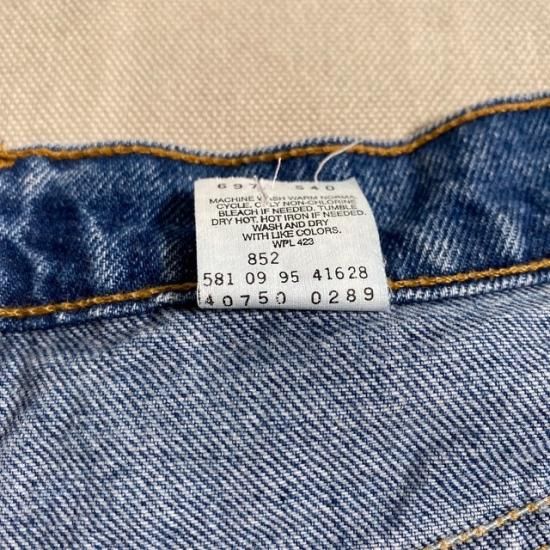 697 540
MACHINE WASH WARM NORMAL
CYCLE. ONLY NON-CHLORINE
BLEACH IF NEEDED. TUMBLE
DRY HOT. HOT IRON IF NEEDED.
WASH AND DRY
WITH LIKE COLORS.
WPL 423
852
581 09 95 41628
40750 0289